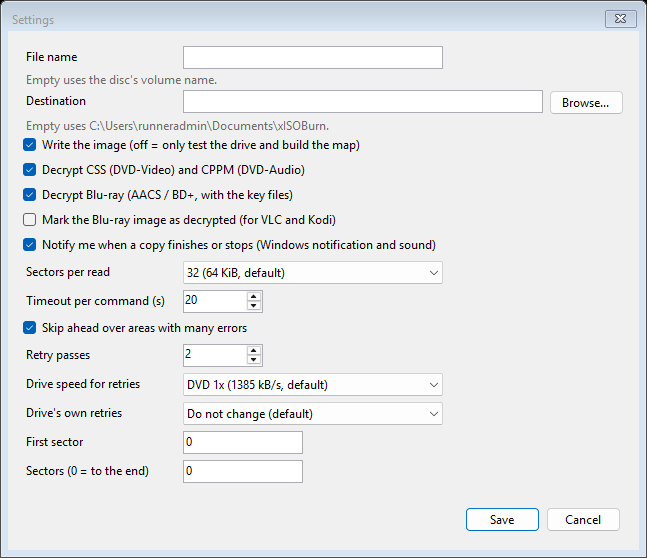 Settings
File name
Empty uses the disc's volume name.
Destination
Browse...
Empty uses C:\Users\runneradmin\Documents\xISOBurn.
Write the image (off = only test the drive and build the map)
Decrypt CSS (DVD-Video) and CPPM (DVD-Audio)
Decrypt Blu-ray (AACS / BD+, with the key files)
Mark the Blu-ray image as decrypted (for VLC and Kodi)
Notify me when a copy finishes or stops (Windows notification and sound)
Sectors per read 32 (64 KiB, default)
Timeout per command (s) 20
Skip ahead over areas with many errors
Retry passes 2
Drive speed for retries DVD 1x (1385 kB/s, default)
Drive's own retries Do not change (default)
First sector 0
Sectors (0 = to the end) 0
Save Cancel